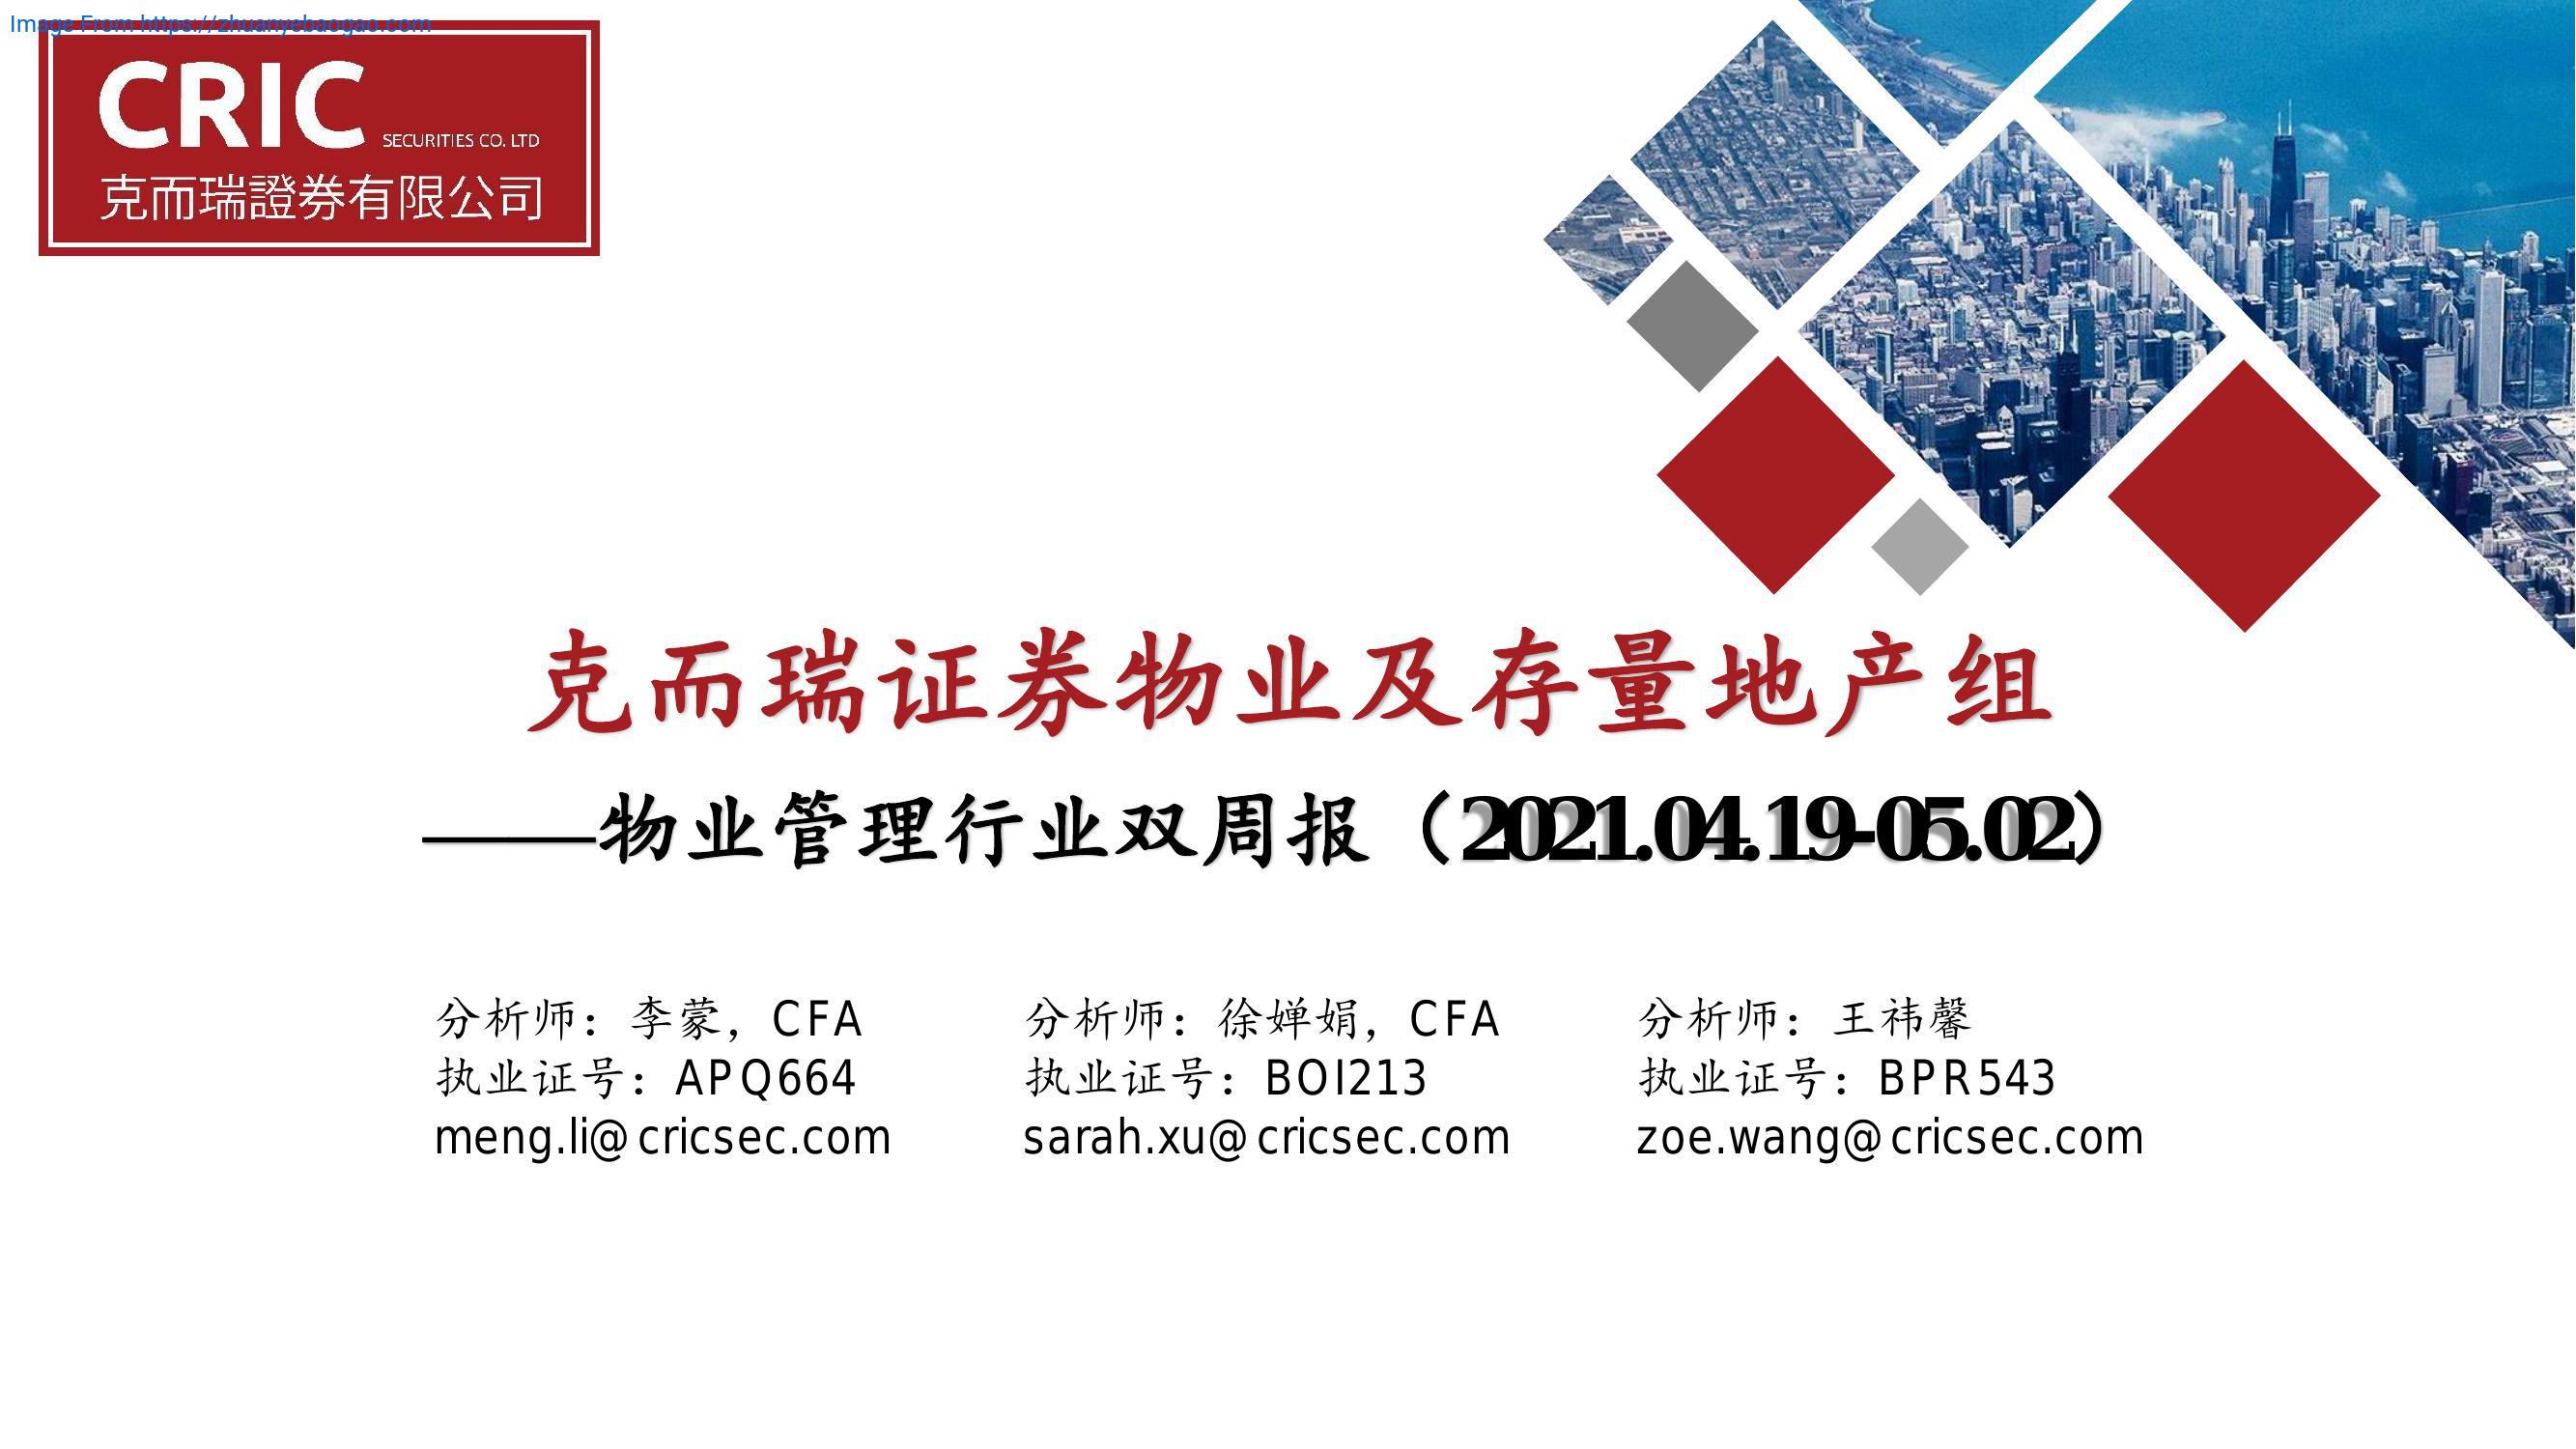 Image From https://zhuanyebaogao.com
CRIC SECURITIES CO. LTD
克而瑞證券有限公司
克而瑞证券物业及存量地产组
——物业管理行业双周报（2021.04.19-05.02）
分析师：李蒙，CFA
执业证号：APQ664
meng.li@cricsec.com
分析师：徐婵娟，CFA
执业证号：BOI213
sarah.xu@cricsec.com
分析师：王祎馨
执业证号：BPR543
zoe.wang@cricsec.com